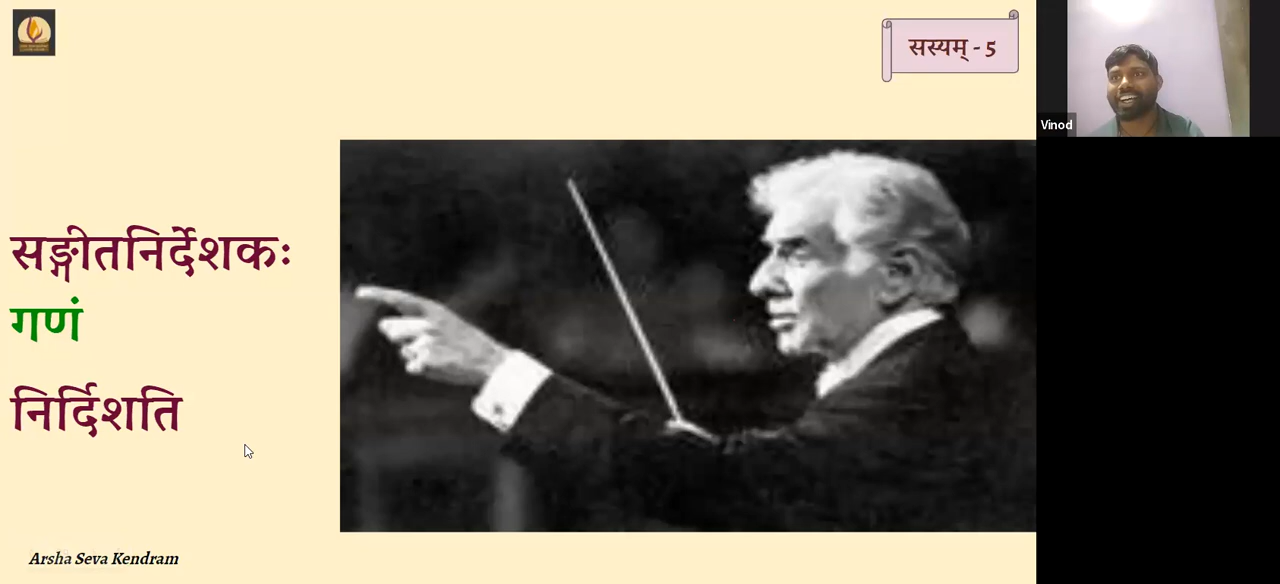 सस्यम् - 5
Vinod
सङ्गीतनिर्देशकः
गणं
निर्दिशति
Arsha Seva Kendram